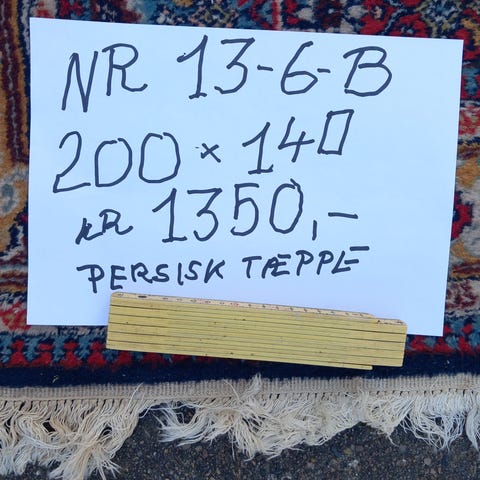 NR 13-6-B
200 x 140
KR 1350,-
PERSISK TÆPPE